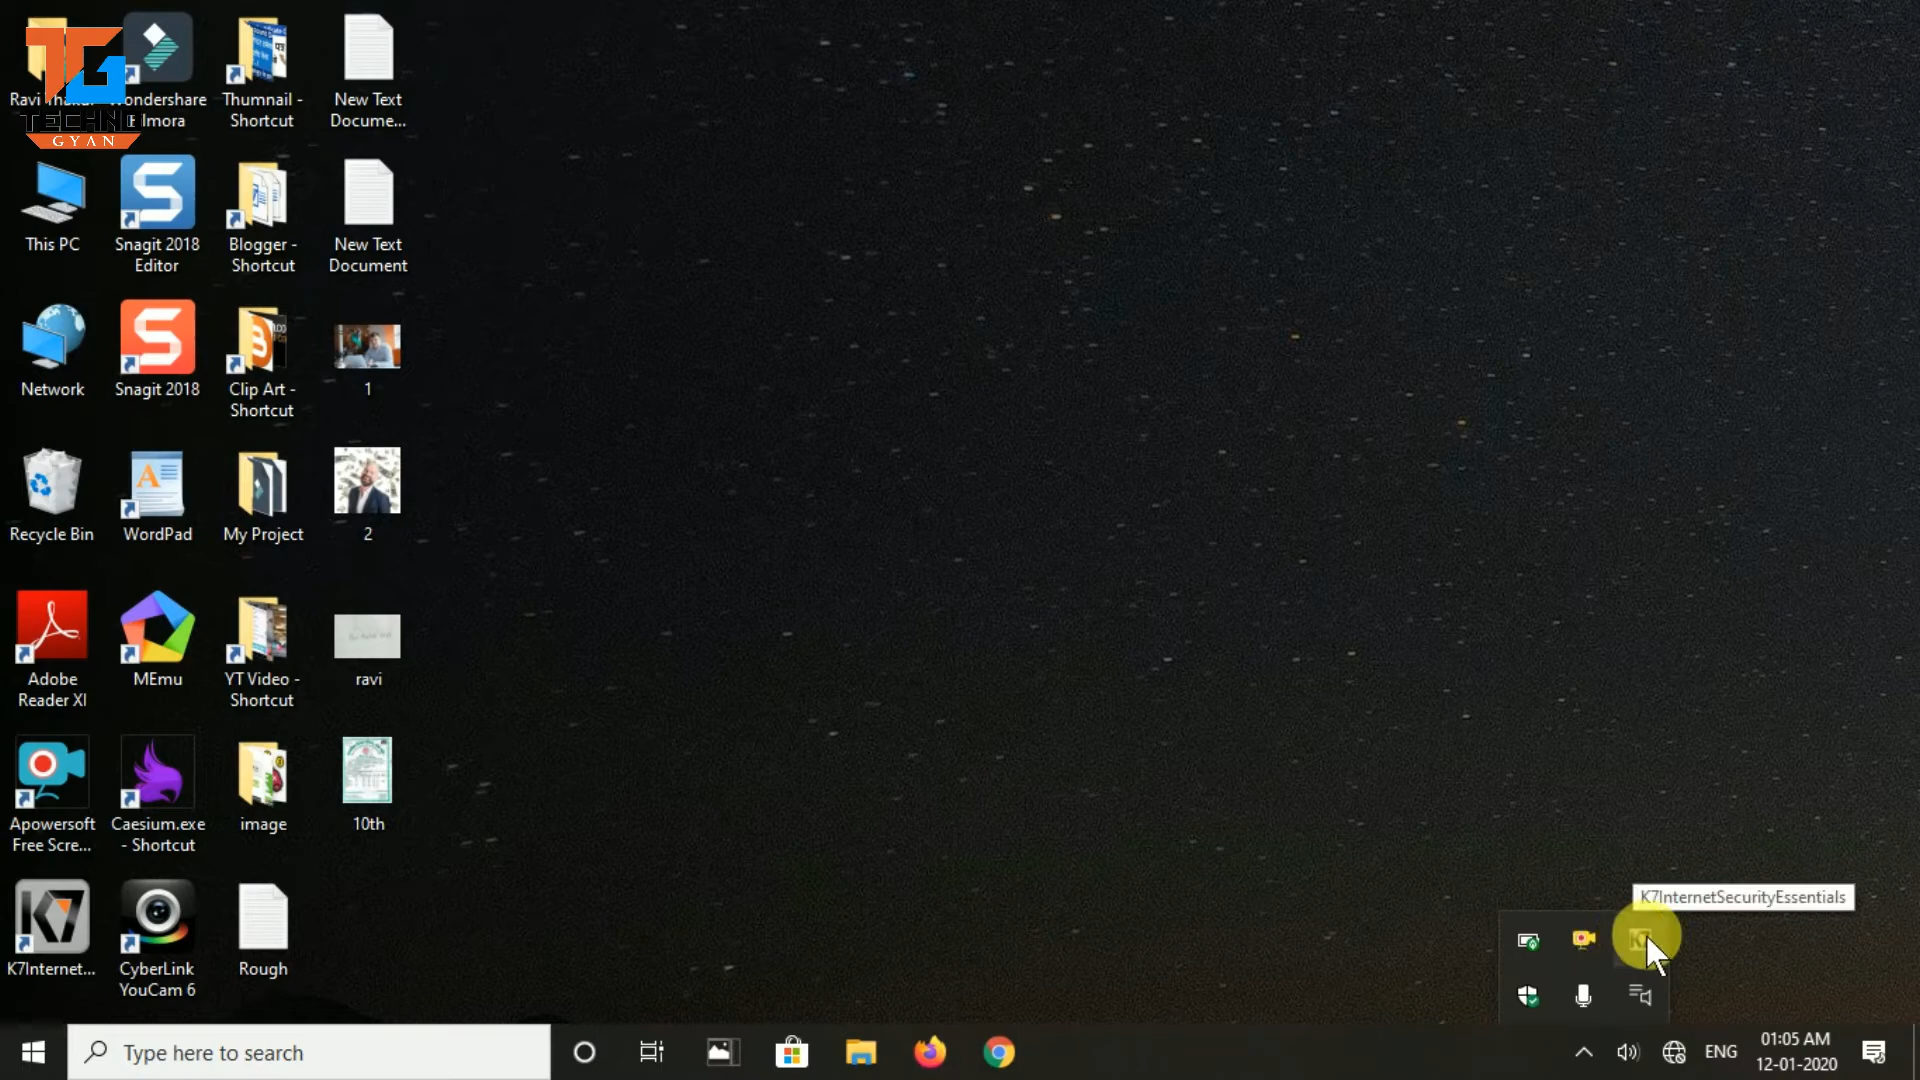 Ravi
Wondershare
Filmora
TECHNO
GYAN
Thumnail -
Shortcut
New Text
Docume...
This PC
Snagit 2018
Editor
Blogger -
Shortcut
New Text
Document
Network
Snagit 2018
Clip Art -
Shortcut
1
Recycle Bin
WordPad
My Project
2
Adobe
Reader XI
MEmu
YT Video -
Shortcut
ravi
Apowersoft
Free Scre...
Caesium.exe
- Shortcut
image
10th
K7Internet...
CyberLink
YouCam 6
Rough
K7InternetSecurityEssentials
K7
Type here to search
ENG
01:05 AM
12-01-2020